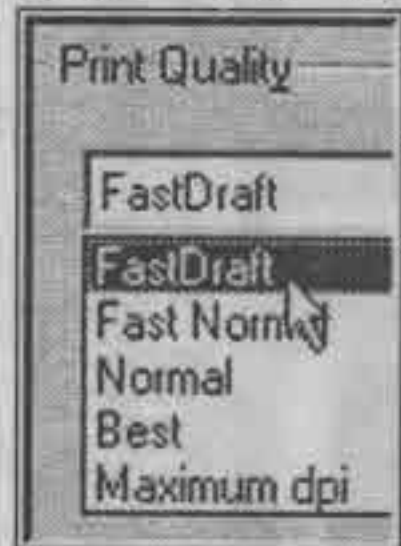 Print Quality
FastDraft
FastDraft
Fast Normal
Normal
Best
Maximum dpi